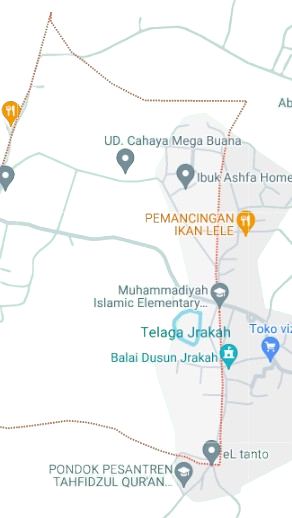 Ab
UD. Cahaya Mega Buana
Ibuk Ashfa Home
PEMANCINGAN
IKAN LELE
Muhammadiyah
Islamic Elementary...
Telaga Jrakah
Toko viz
Balai Dusun Jrakah
eL tanto
PONDOK PESANTREN
TAHFIDZUL QUR'AN...